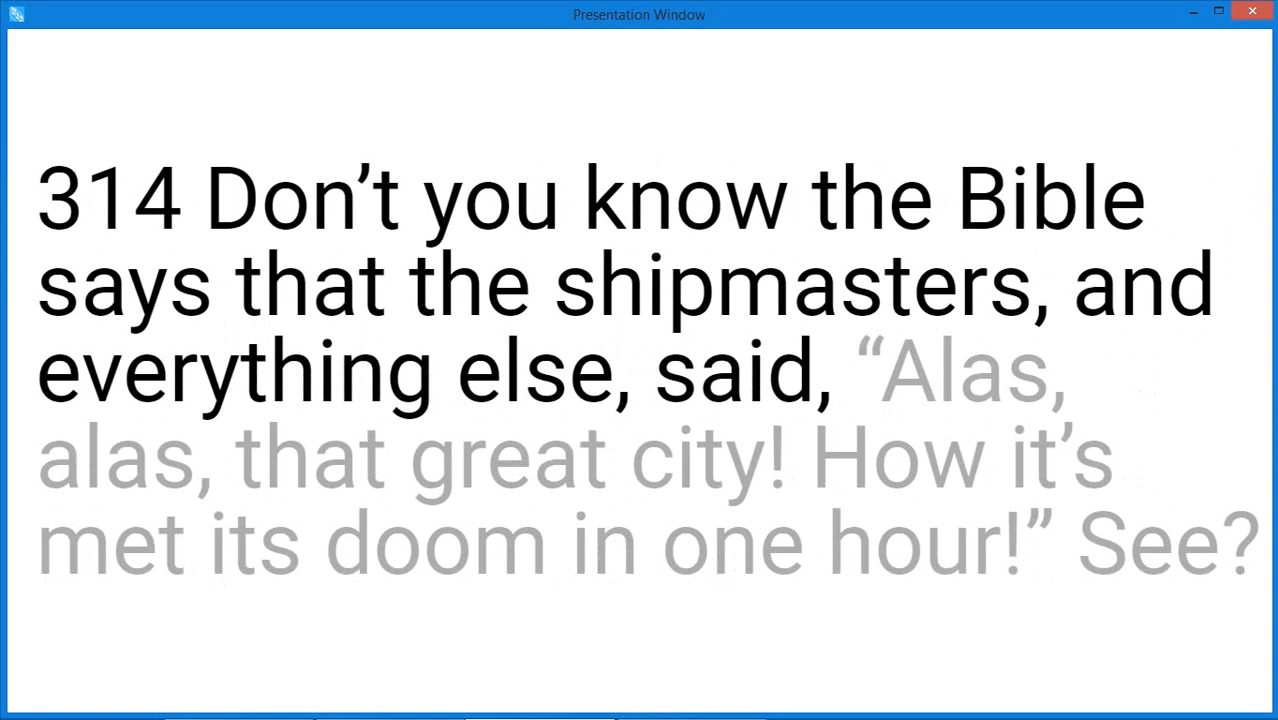 Presentation Window
314 Don’t you know the Bible
says that the shipmasters, and
everything else, said, “Alas,
alas, that great city! How it’s
met its doom in one hour!” See?